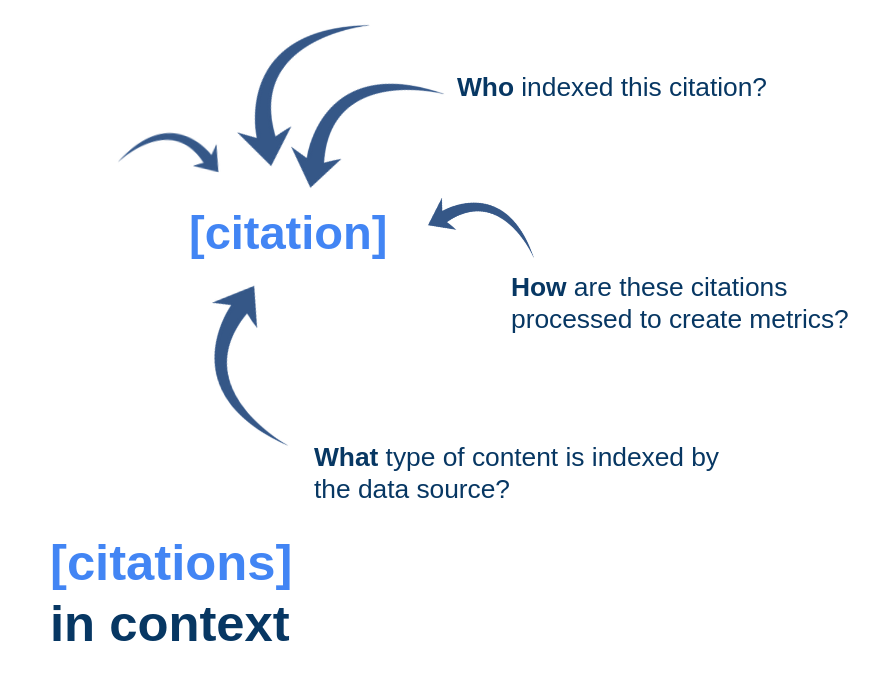 Who indexed this citation?
[citation]
How are these citations
processed to create metrics?
What type of content is indexed by
the data source?
[citations]
in context